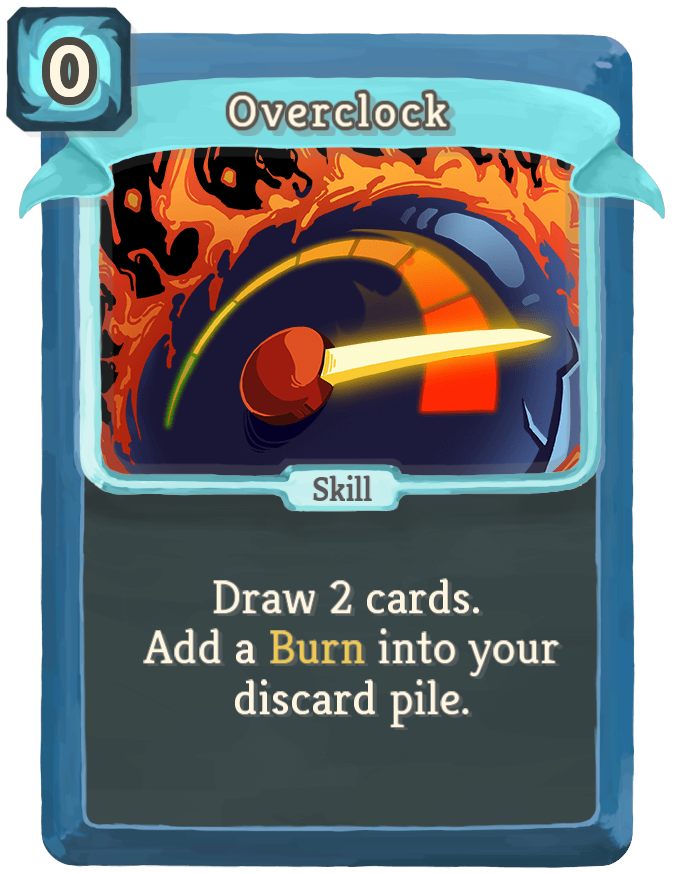 0
Overclock
Skill
Draw 2 cards.
Add a Burn into your
discard pile.